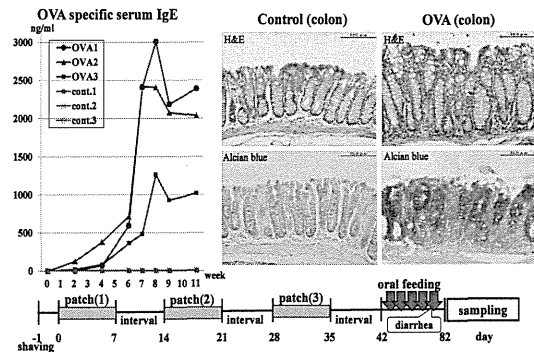 OVA specific serum IgE
ng/ml
3000
2500
2000
1500
1000
500
0
OVA1
OVA2
OVA3
cont.1
cont.2
cont.3
0 1 2 3 4 5 6 7 8 9 10 11 week
Control (colon)
OVA (colon)
H&E
H&E
Alcian blue
Alcian blue
oral feeding
patch(1)
patch(2)
patch(3)
sampling
interval
interval
interval
diarrhea
-1 0 7 14 21 28 35 42 82 day
shaving